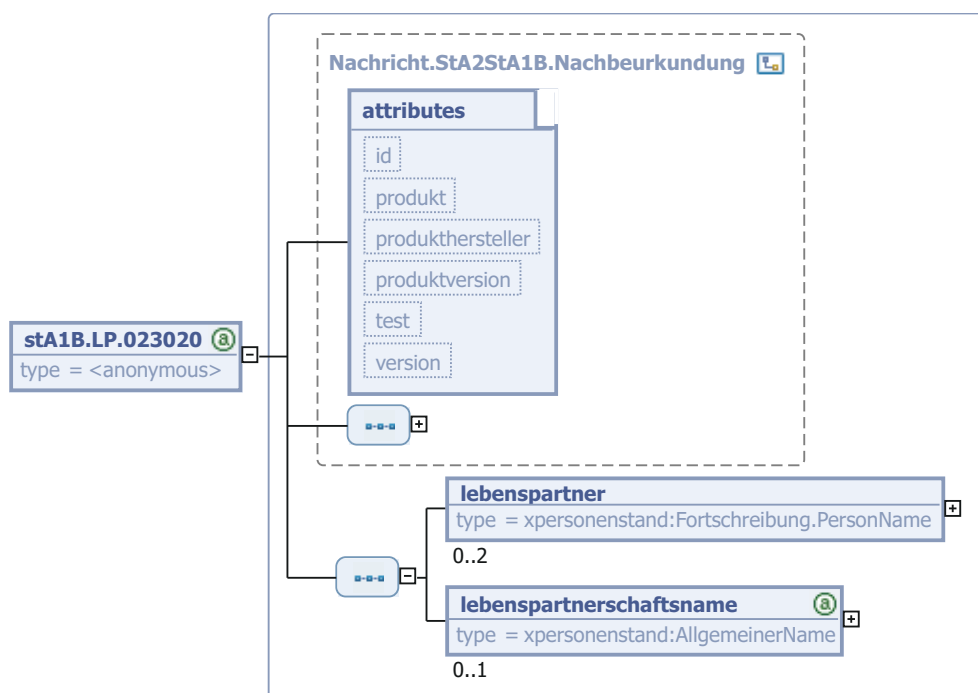 Nachricht.StA2StA1B.Nachbeurkundung
attributes
id
produkt
produkthersteller
produktversion
test
version
stA1B.LP.023020 a
type = <anonymous>
lebenspartner
type = xpersonenstand:Fortschreibung.PersonName
0..2
lebenspartnerschaftsname a
type = xpersonenstand:AllgemeinerName
0..1